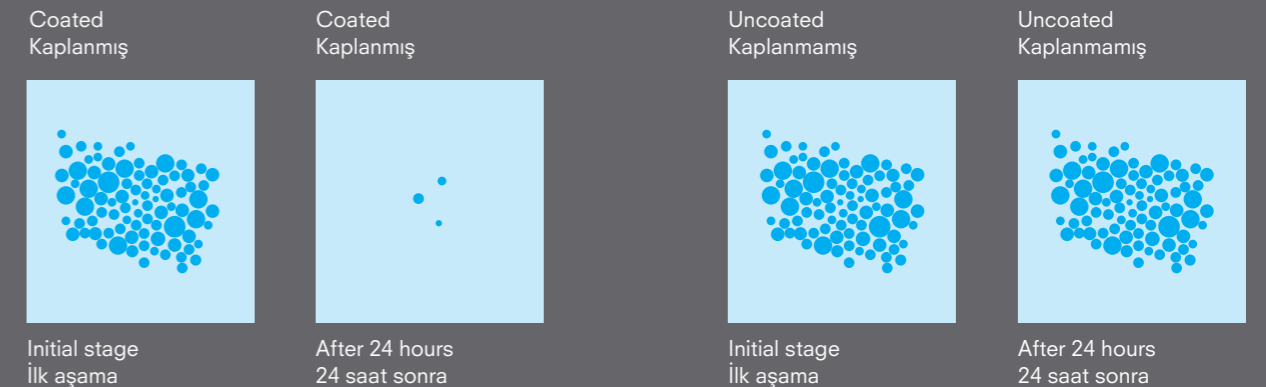 Coated
Kaplanmış
Coated
Kaplanmış
Uncoated
Kaplanmamış
Uncoated
Kaplanmamış
Initial stage
İlk aşama
After 24 hours
24 saat sonra
Initial stage
İlk aşama
After 24 hours
24 saat sonra